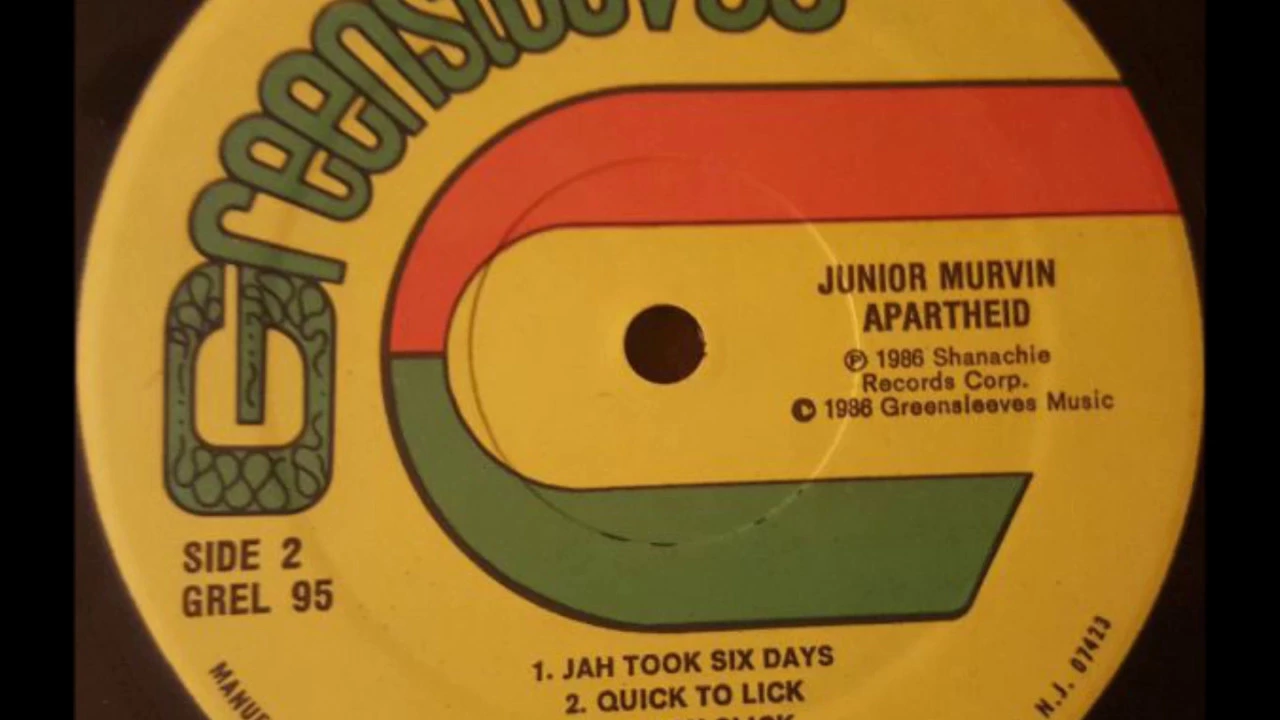 Greensleeves
JUNIOR MURVIN
APARTHEID
℗ 1986 Shanachie
Records Corp.
© 1986 Greensleeves Music
SIDE 2
GREL 95
1. JAH TOOK SIX DAYS
2. QUICK TO LICK
N.J. 07423